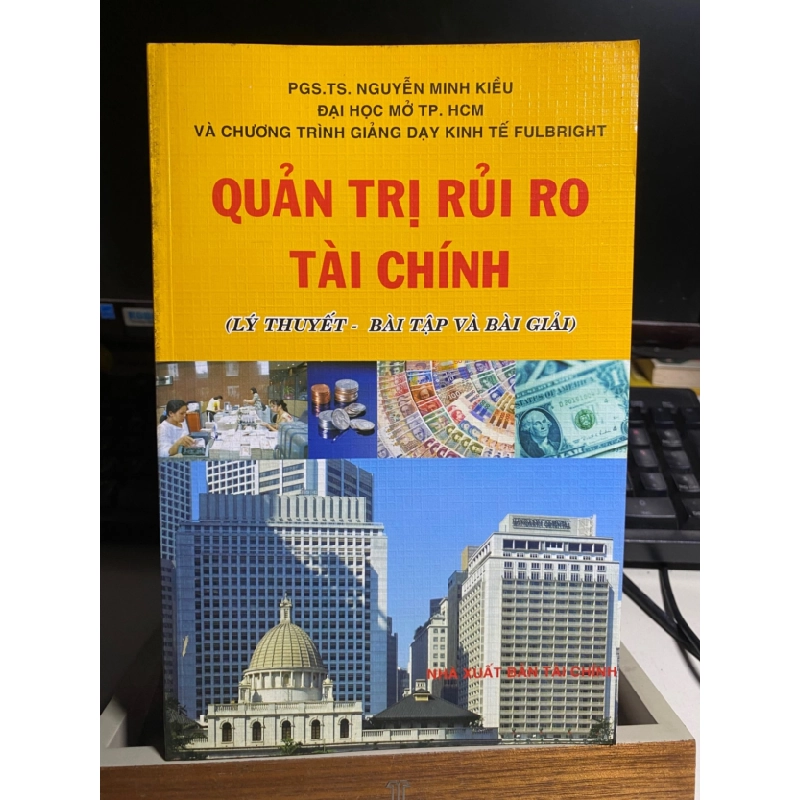 PGS.TS. NGUYỄN MINH KIỀU
ĐẠI HỌC MỞ TP. HCM
VÀ CHƯƠNG TRÌNH GIẢNG DẠY KINH TẾ FULBRIGHT
QUẢN TRỊ RỦI RO
TÀI CHÍNH
(LÝ THUYẾT - BÀI TẬP VÀ BÀI GIẢI)
NHÀ XUẤT BẢN TÀI CHÍNH